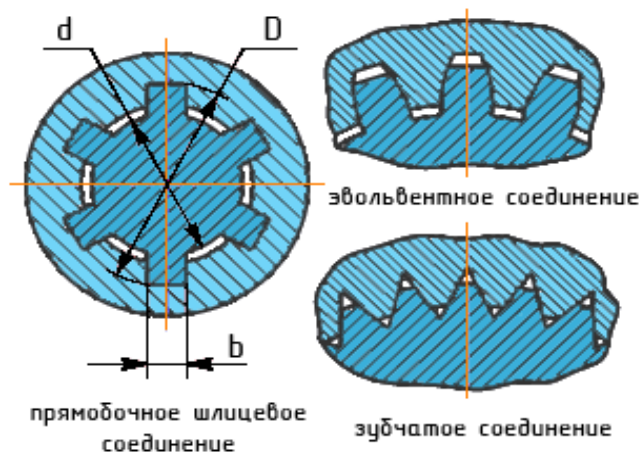 d
D
b
прямобочное шлицевое
соединение
эвольвентное соединение
зубчатое соединение